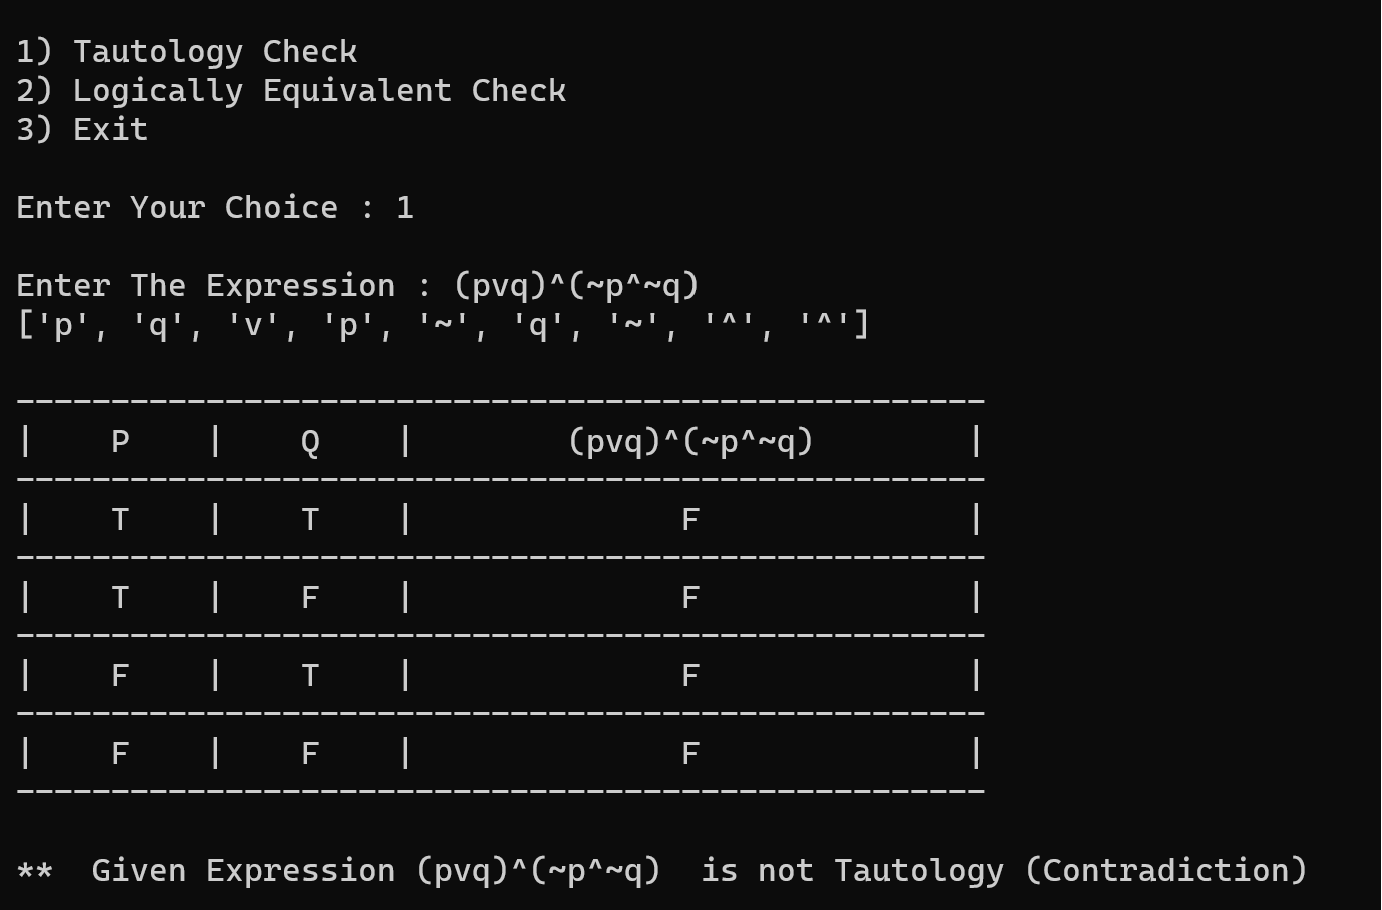 1) Tautology Check
2) Logically Equivalent Check
3) Exit
Enter Your Choice : 1
Enter The Expression : (pvq)^(~p^~q)
['p', 'q', 'v', 'p', '~', 'q', '~', '^', '^']
---------------------------------------------------
|    P    |    Q    |        (pvq)^(~p^~q)        |
---------------------------------------------------
|    T    |    T    |              F              |
---------------------------------------------------
|    T    |    F    |              F              |
---------------------------------------------------
|    F    |    T    |              F              |
---------------------------------------------------
|    F    |    F    |              F              |
---------------------------------------------------
**  Given Expression (pvq)^(~p^~q)  is not Tautology (Contradiction)